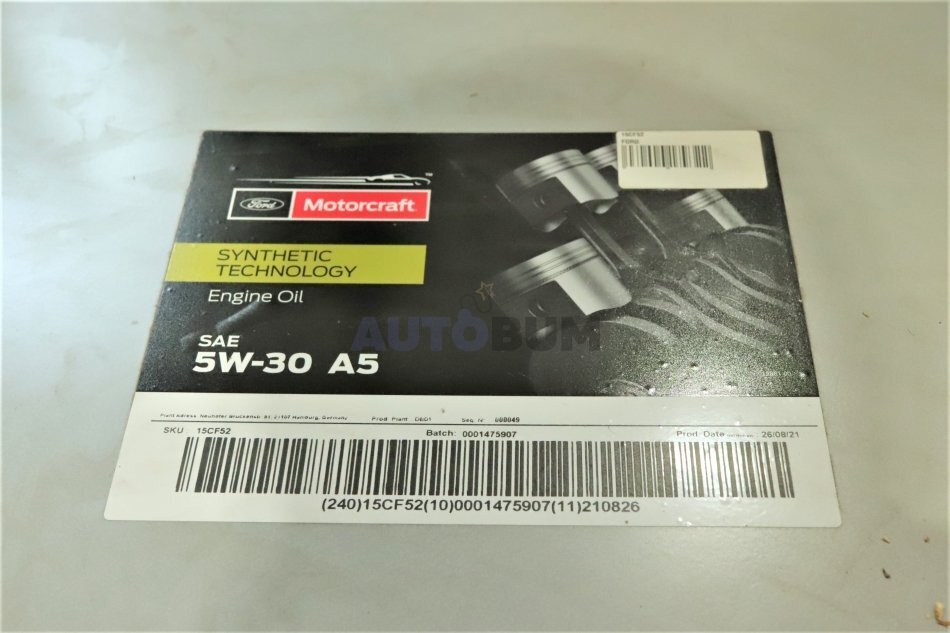 15CF52
FORD
Ford Motorcraft
SYNTHETIC
TECHNOLOGY
Engine Oil
AUTOBUM
SAE
5W-30 A5
Prod. Plant : DE01 Seq. nr 000049
SKU : 15CF52 Batch: 0001475907 Prod. Date : 26/08/21
(240)15CF52(10)0001475907(11)210826